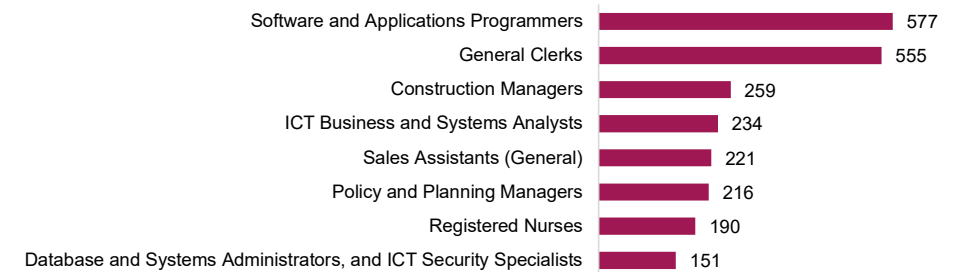 Software and Applications Programmers 577
General Clerks 555
Construction Managers 259
ICT Business and Systems Analysts 234
Sales Assistants (General) 221
Policy and Planning Managers 216
Registered Nurses 190
Database and Systems Administrators, and ICT Security Specialists 151